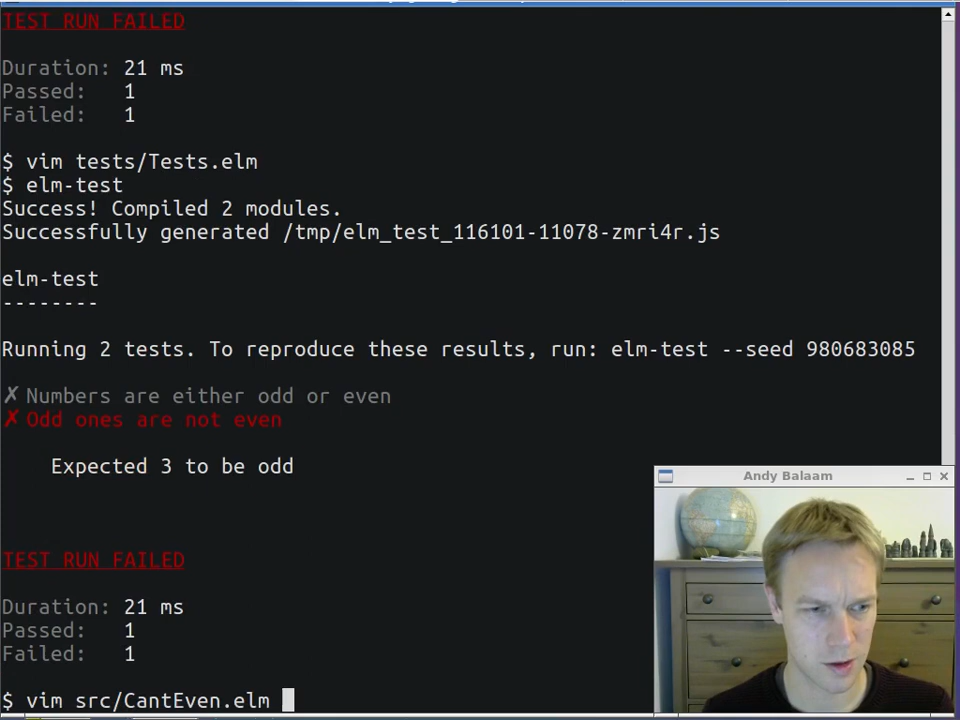 TEST RUN FAILED
Duration: 21 ms
Passed: 1
Failed: 1
$ vim tests/Tests.elm
$ elm-test
Success! Compiled 2 modules.
Successfully generated /tmp/elm_test_116101-11078-zmri4r.js
elm-test
--------
Running 2 tests. To reproduce these results, run: elm-test --seed 980683085
✗ Numbers are either odd or even
✗ Odd ones are not even
Expected 3 to be odd
Andy Balaam
TEST RUN FAILED
Duration: 21 ms
Passed: 1
Failed: 1
$ vim src/CantEven.elm